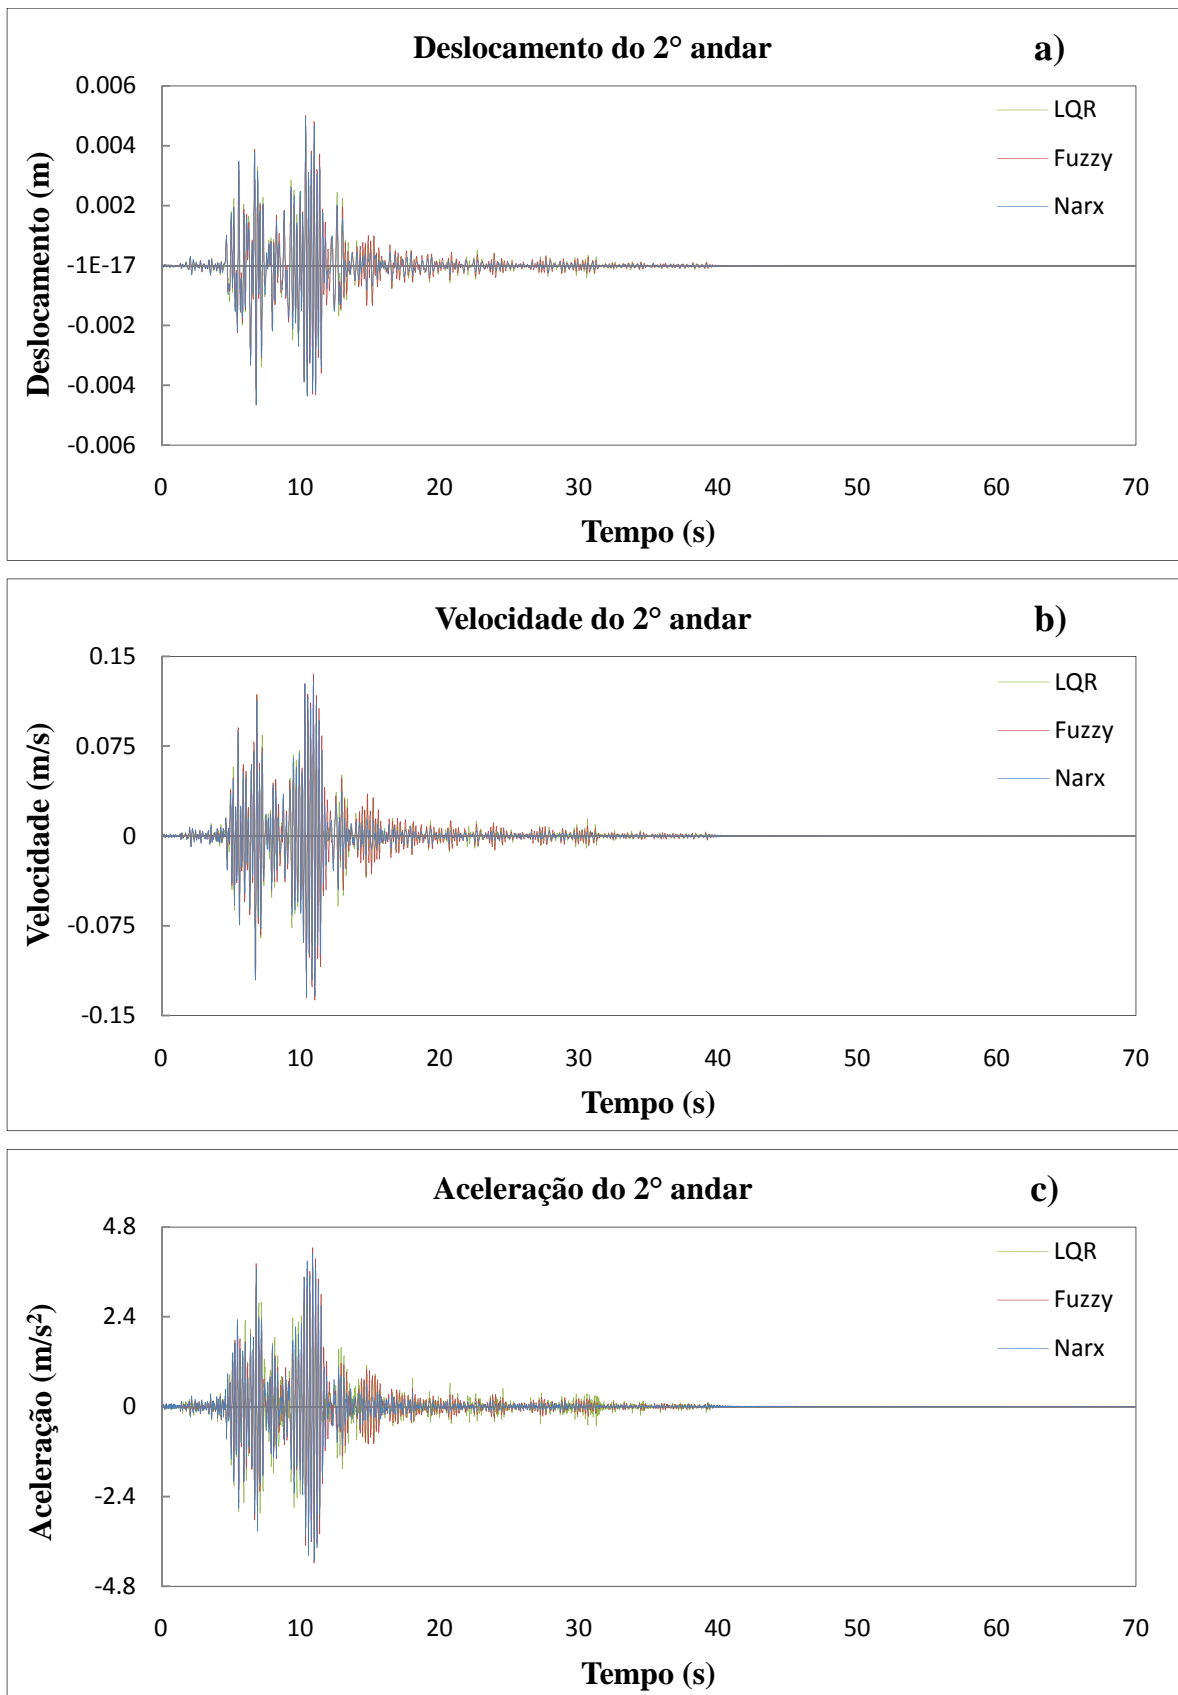 Deslocamento do 2° andar
a)
0.006
0.004
0.002
-1E-17
-0.002
-0.004
-0.006
Deslocamento (m)
LQR
Fuzzy
Narx
0 10 20 30 40 50 60 70
Tempo (s)
Velocidade do 2° andar
b)
0.15
0.075
0
-0.075
-0.15
Velocidade (m/s)
LQR
Fuzzy
Narx
0 10 20 30 40 50 60 70
Tempo (s)
Aceleração do 2° andar
c)
4.8
2.4
0
-2.4
-4.8
Aceleração (m/s²)
LQR
Fuzzy
Narx
0 10 20 30 40 50 60 70
Tempo (s)